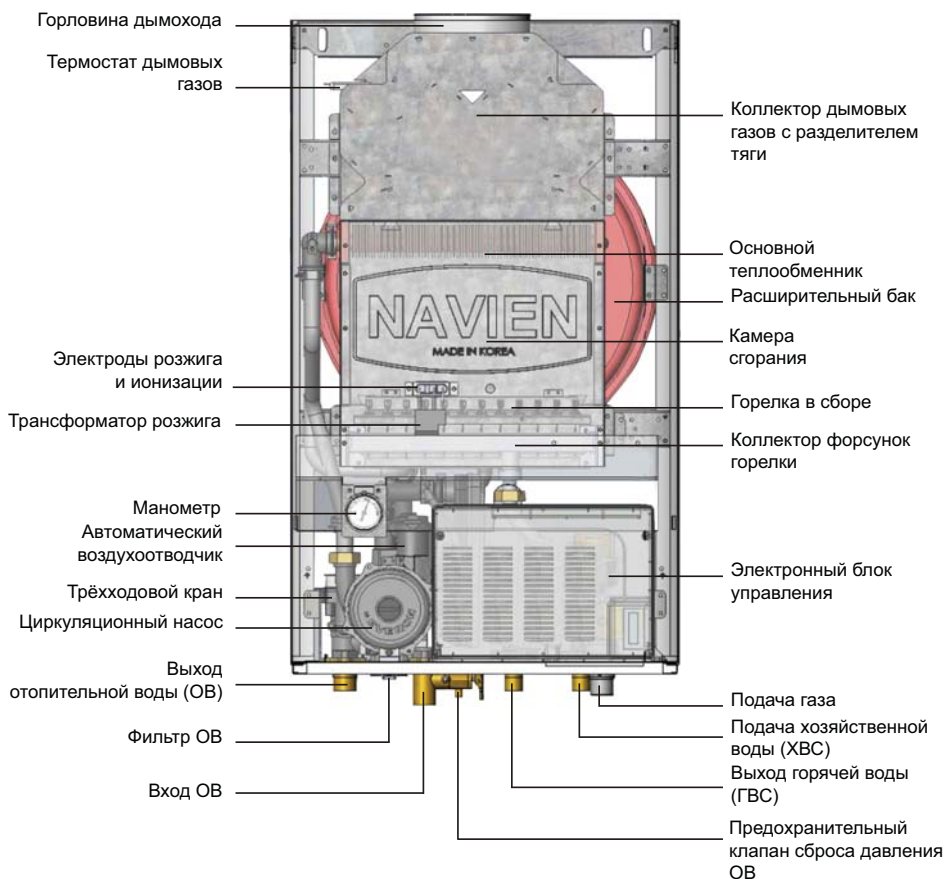 Горловина дымохода
Термостат дымовых
газов
Коллектор дымовых
газов с разделителем
тяги
Основной
теплообменник
Расширительный бак
NAVIEN
MADE IN KOREA
Камера
сгорания
Электроды розжига
и ионизации
Горелка в сборе
Трансформатор розжига
Коллектор форсунок
горелки
Манометр
Автоматический
воздухоотводчик
Электронный блок
управления
Трёхходовой кран
Циркуляционный насос
Выход
отопительной воды (ОВ)
Фильтр ОВ
Вход ОВ
Подача газа
Подача хозяйственной
воды (ХВС)
Выход горячей воды
(ГВС)
Предохранительный
клапан сброса давления
ОВ